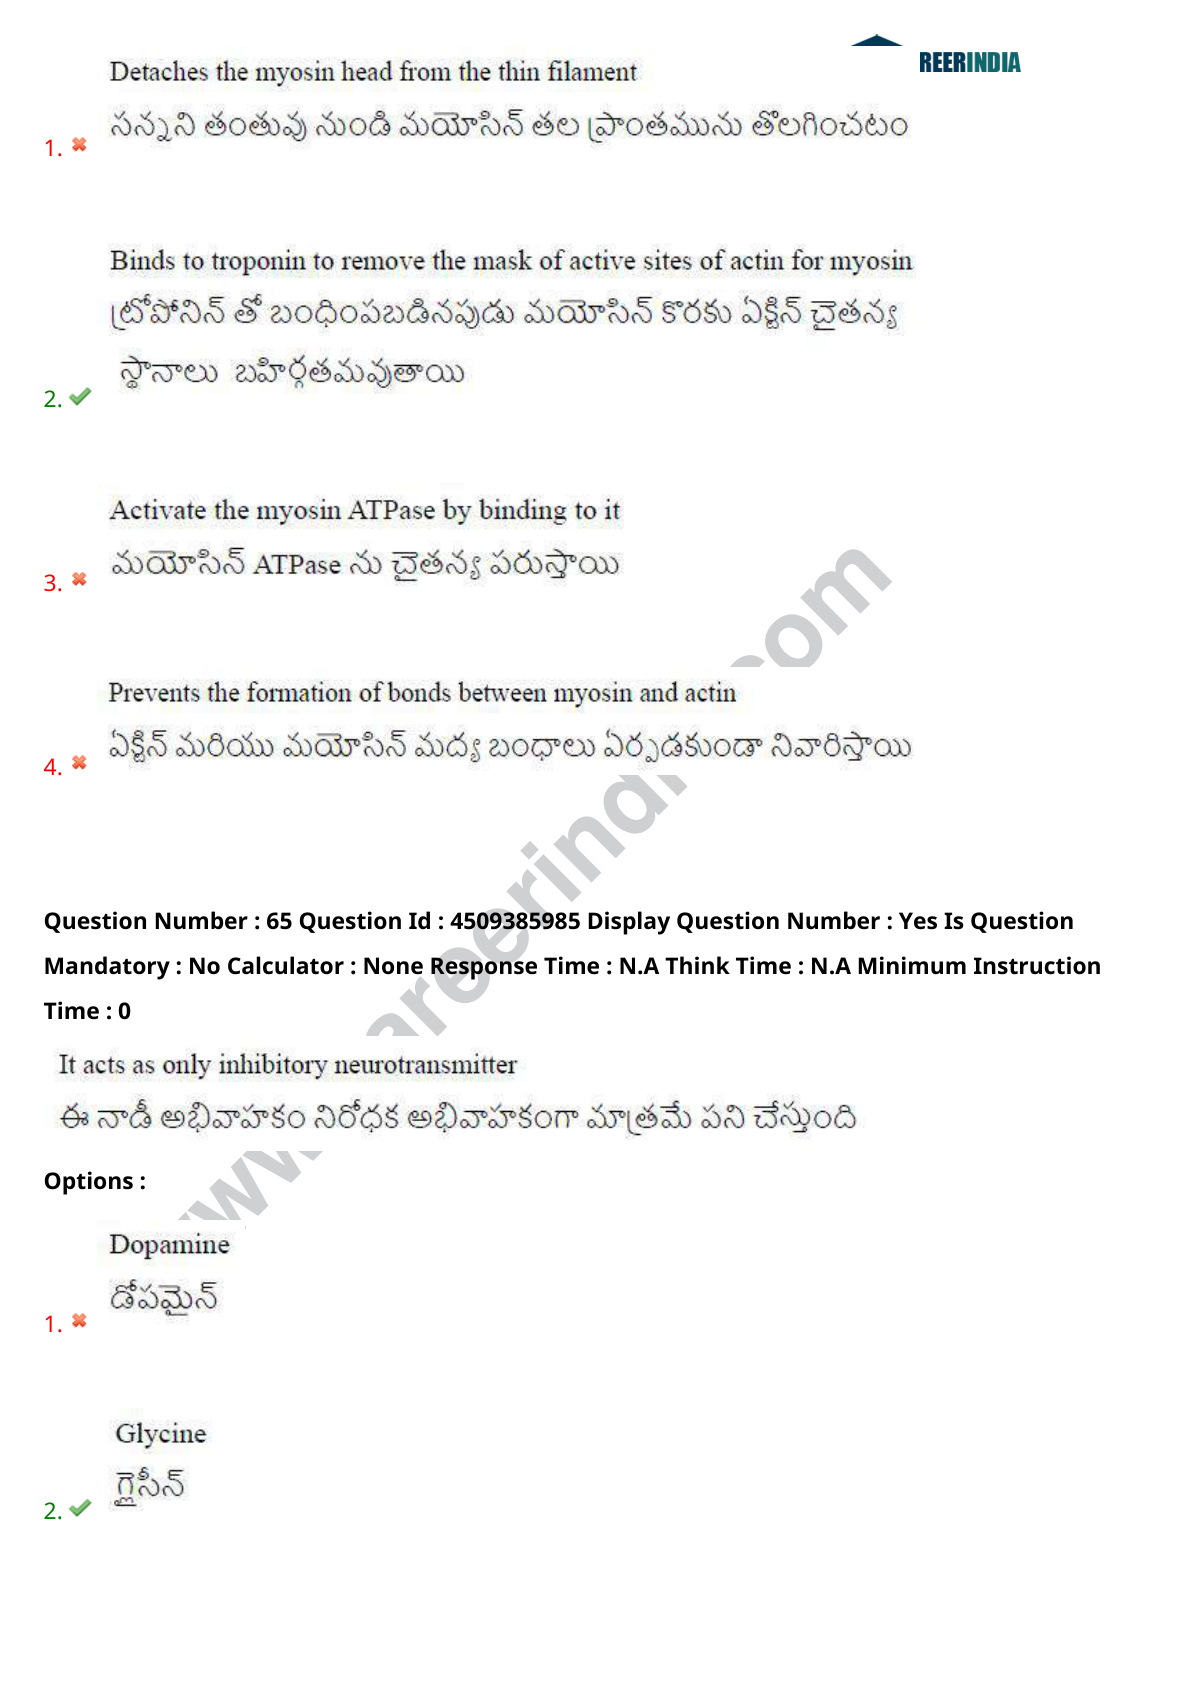 REERINDIA
Detaches the myosin head from the thin filament
సన్నని తంతువు నుండి మయోసిన్ తల ప్రాంతమును తొలగించటం
1.
Binds to troponin to remove the mask of active sites of actin for myosin
ట్రోపోనిన్ తో బంధింపబడినపుడు మయోసిన్ కొరకు ఏక్టిన్ చైతన్య
స్థానాలు బహిర్గతమవుతాయి
2.
Activate the myosin ATPase by binding to it
మయోసిన్ ATPase ను చైతన్య పరుస్తాయి
3.
Prevents the formation of bonds between myosin and actin
ఏక్టిన్ మరియు మయోసిన్ మద్య బంధాలు ఏర్పడకుండా నివారిస్తాయి
4.
Question Number : 65 Question Id : 4509385985 Display Question Number : Yes Is Question
Mandatory : No Calculator : None Response Time : N.A Think Time : N.A Minimum Instruction
Time : 0
It acts as only inhibitory neurotransmitter
ఈ నాడీ అభివాహకం నిరోధక అభివాహకంగా మాత్రమే పని చేస్తుంది
Options :
Dopamine
డోపమైన్
1.
Glycine
గ్లైసీన్
2.